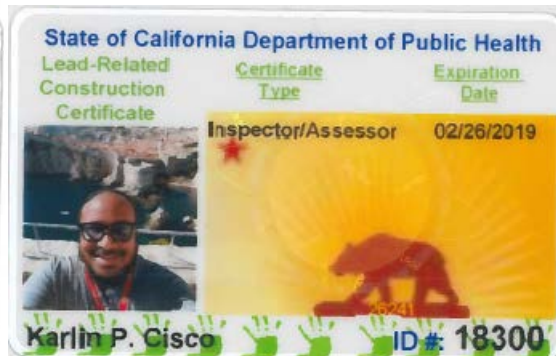 State of California Department of Public Health
Lead-Related
Construction
Certificate
Certificate
Type
Expiration
Date
Inspector/Assessor 02/26/2019
Karlin P. Cisco
ID #: 18300